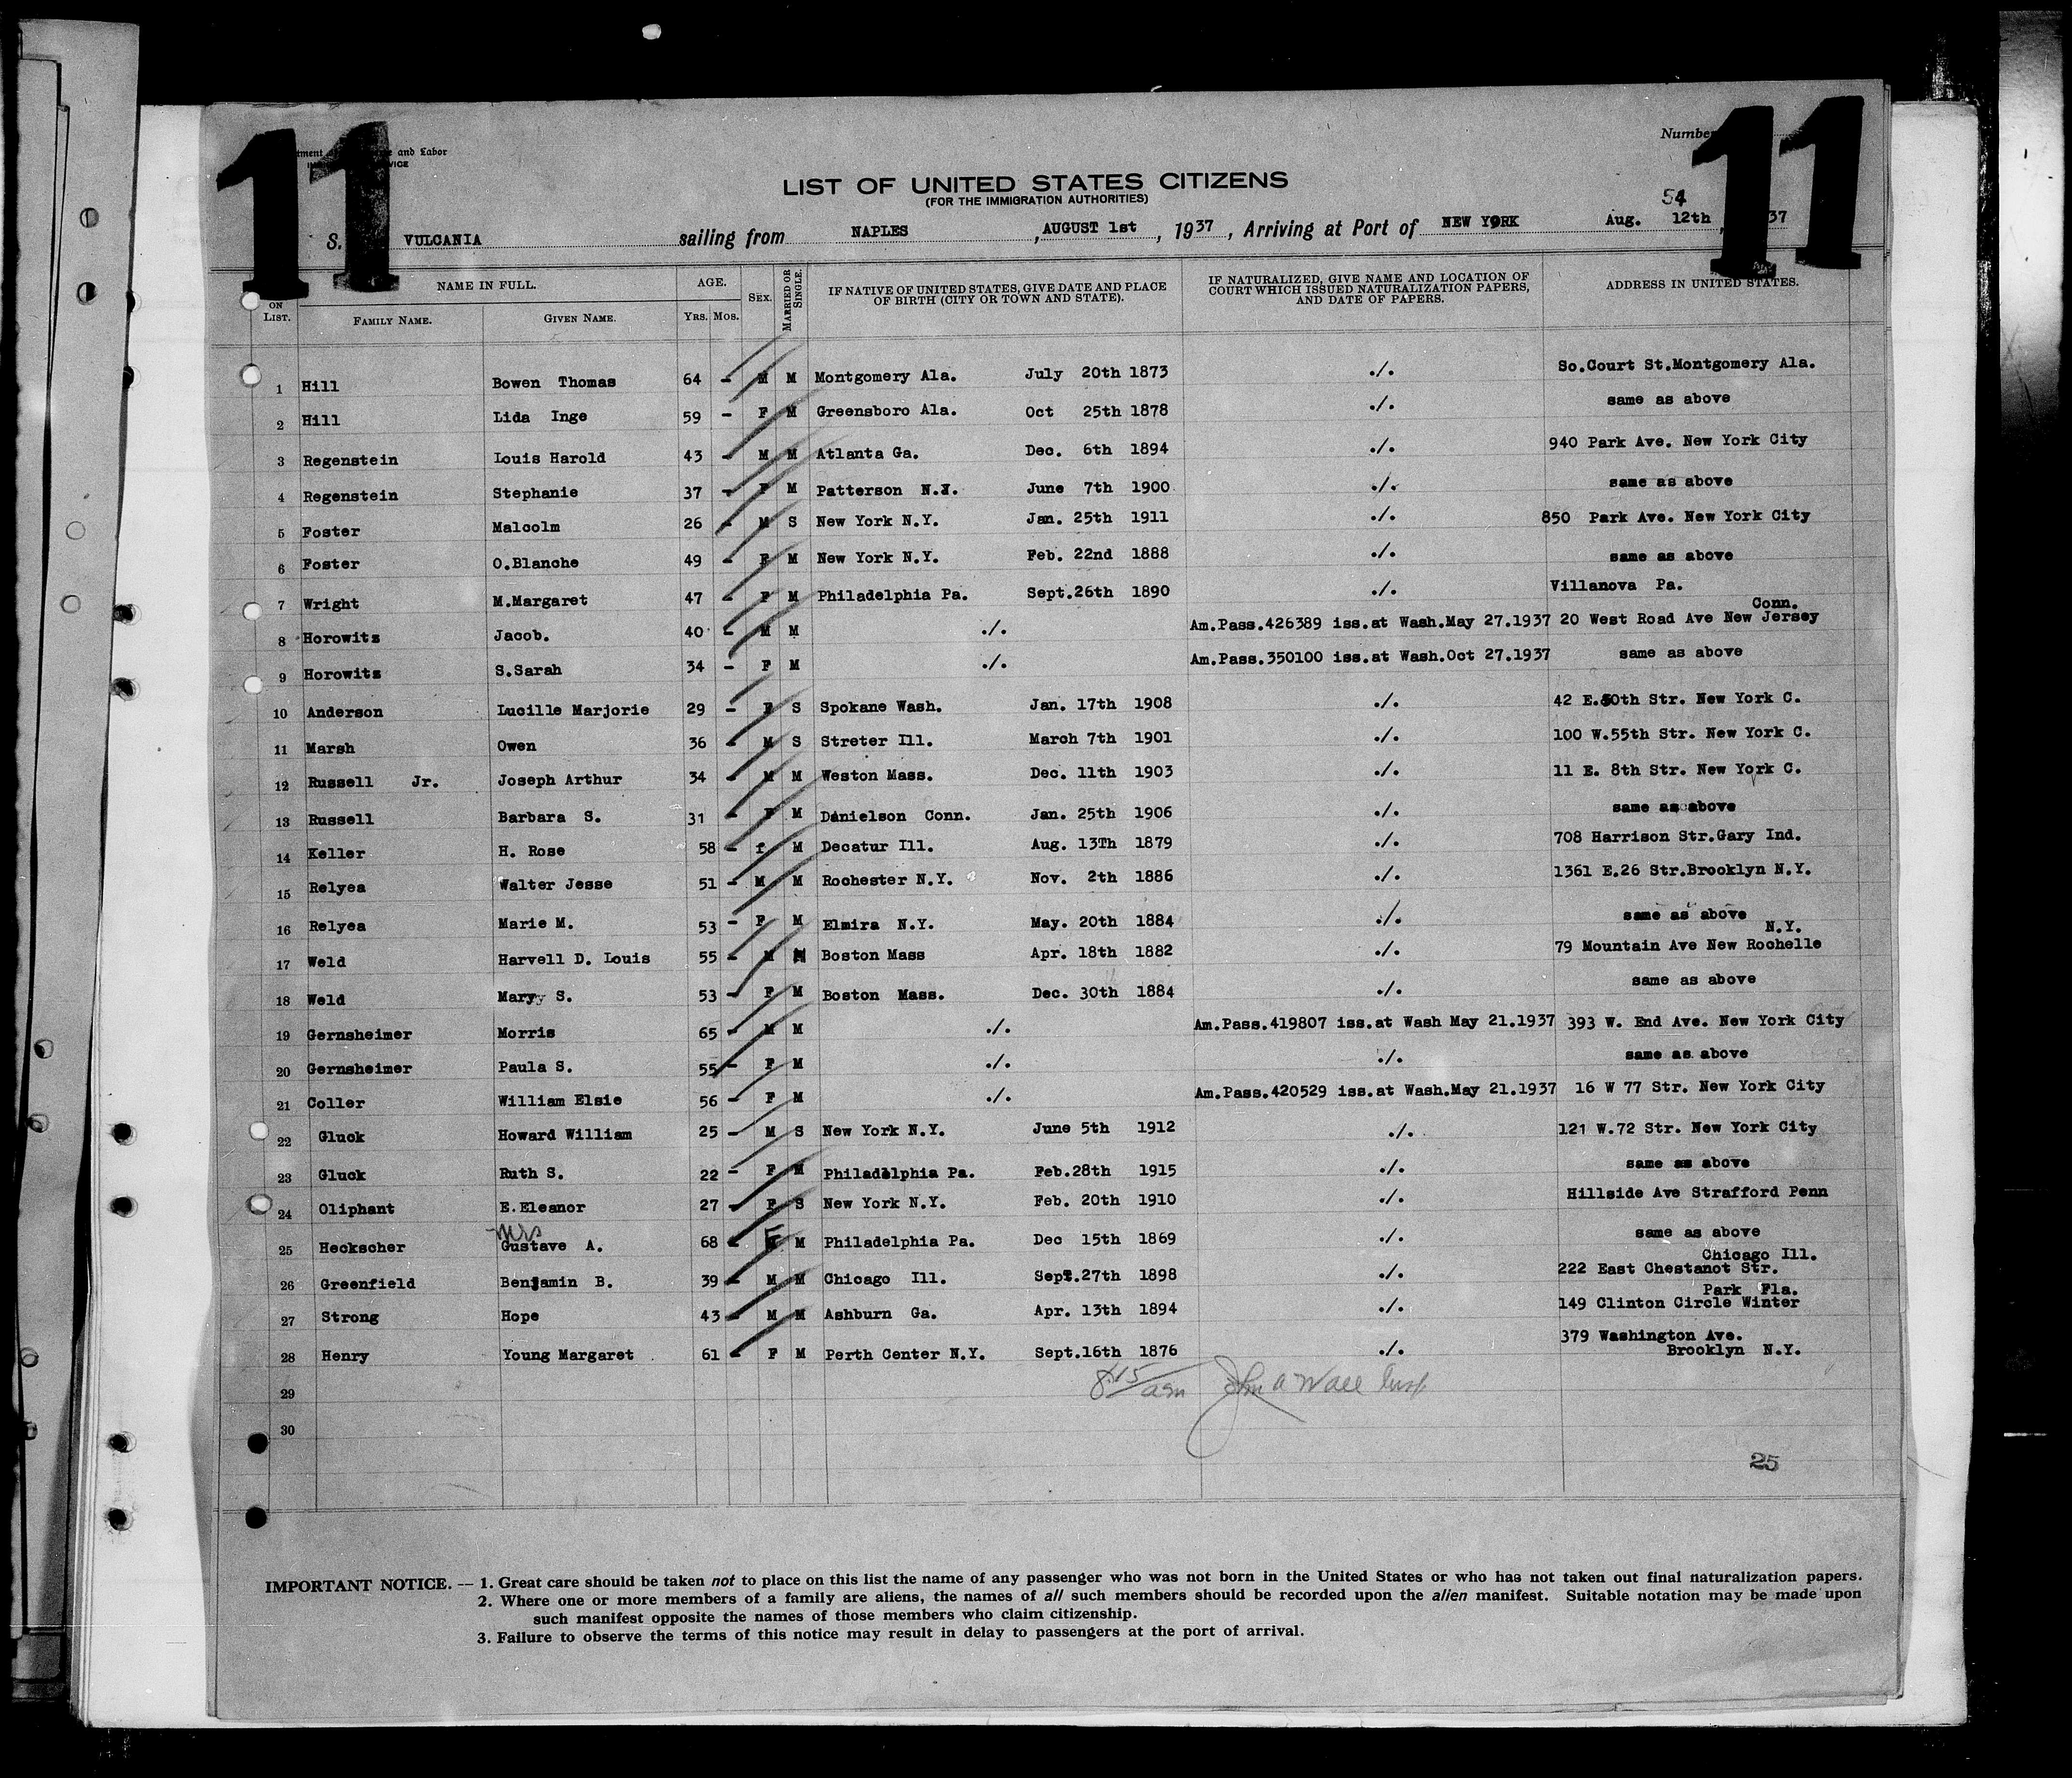 11
11
and Labor
Number
LIST OF UNITED STATES CITIZENS
(FOR THE IMMIGRATION AUTHORITIES)
54
S. VULCANIA sailing from NAPLES , AUGUST 1st , 1937 , Arriving at Port of NEW YORK Aug. 12th , 37
ON LIST. NAME IN FULL. FAMILY NAME. GIVEN NAME. AGE. YRS. MOS. SEX. MARRIED OR SINGLE. IF NATIVE OF UNITED STATES, GIVE DATE AND PLACE OF BIRTH (CITY OR TOWN AND STATE). IF NATURALIZED, GIVE NAME AND LOCATION OF COURT WHICH ISSUED NATURALIZATION PAPERS, AND DATE OF PAPERS. ADDRESS IN UNITED STATES.
1 Hill Bowen Thomas 64 - M M Montgomery Ala. July 20th 1873 ./. So.Court St.Montgomery Ala.
2 Hill Lida Inge 59 - F M Greensboro Ala. Oct 25th 1878 ./. same as above
3 Regenstein Louis Harold 43 - M M Atlanta Ga. Dec. 6th 1894 ./. 940 Park Ave. New York City
4 Regenstein Stephanie 37 - F M Patterson N.J. June 7th 1900 ./. same as above
5 Foster Malcolm 26 - M S New York N.Y. Jan. 25th 1911 ./. 850 Park Ave. New York City
6 Foster O.Blanche 49 - F M New York N.Y. Feb. 22nd 1888 ./. same as above
7 Wright M.Margaret 47 - F M Philadelphia Pa. Sept.26th 1890 ./. Villanova Pa.
8 Horowitz Jacob. 40 - M M ./. Am.Pass.426389 iss.at Wash.May 27.1937 20 West Road Ave New Jersey Conn.
9 Horowitz S.Sarah 34 - F M ./. Am.Pass.350100 iss.at Wash.Oct 27.1937 same as above
10 Anderson Lucille Marjorie 29 - F S Spokane Wash. Jan. 17th 1908 ./. 42 E.50th Str. New York C.
11 Marsh Owen 36 - M S Streter Ill. March 7th 1901 ./. 100 W.55th Str. New York C.
12 Russell Jr. Joseph Arthur 34 - M M Weston Mass. Dec. 11th 1903 ./. 11 E. 8th Str. New York C.
13 Russell Barbara S. 31 - F M Danielson Conn. Jan. 25th 1906 ./. same as above
14 Keller H. Rose 58 - f M Decatur Ill. Aug. 13Th 1879 ./. 708 Harrison Str.Gary Ind.
15 Relyea Walter Jesse 51 - M M Rochester N.Y. Nov. 2th 1886 ./. 1361 E.26 Str.Brooklyn N.Y.
16 Relyea Marie M. 53 - F M Elmira N.Y. May. 20th 1884 ./. same as above
17 Weld Harvell D. Louis 55 - M M Boston Mass Apr. 18th 1882 ./. 79 Mountain Ave New Rochelle N.Y.
18 Weld Mary S. 53 - F M Boston Mass. Dec. 30th 1884 ./. same as above
19 Gernsheimer Morris 65 - M M ./. Am.Pass.419807 iss.at Wash May 21.1937 393 W. End Ave. New York City
20 Gernsheimer Paula S. 55 - F M ./. ./. same as above
21 Coller William Elsie 56 - F M ./. Am.Pass.420529 iss.at Wash.May 21.1937 16 W 77 Str. New York City
22 Gluck Howard William 25 - M S New York N.Y. June 5th 1912 ./. 121 W.72 Str. New York City
23 Gluck Ruth S. 22 - F M Philadelphia Pa. Feb.28th 1915 ./. same as above
24 Oliphant E.Eleanor 27 - F S New York N.Y. Feb. 20th 1910 ./. Hillside Ave Strafford Penn
25 Heckscher Mrs Gustave A. 68 - F M Philadelphia Pa. Dec 15th 1869 ./. same as above
26 Greenfield Benjamin B. 39 - M M Chicago Ill. Sept.27th 1898 ./. 222 East Chestanot Str. Chicago Ill.
27 Strong Hope 43 - M M Ashburn Ga. Apr. 13th 1894 ./. 149 Clinton Circle Winter Park Fla.
28 Henry Young Margaret 61 - F M Perth Center N.Y. Sept.16th 1876 ./. 379 Washington Ave. Brooklyn N.Y.
29 8:15 am John A Wall Insp.
30
25
IMPORTANT NOTICE. — 1. Great care should be taken not to place on this list the name of any passenger who was not born in the United States or who has not taken out final naturalization papers.
2. Where one or more members of a family are aliens, the names of all such members should be recorded upon the alien manifest. Suitable notation may be made upon
such manifest opposite the names of those members who claim citizenship.
3. Failure to observe the terms of this notice may result in delay to passengers at the port of arrival.